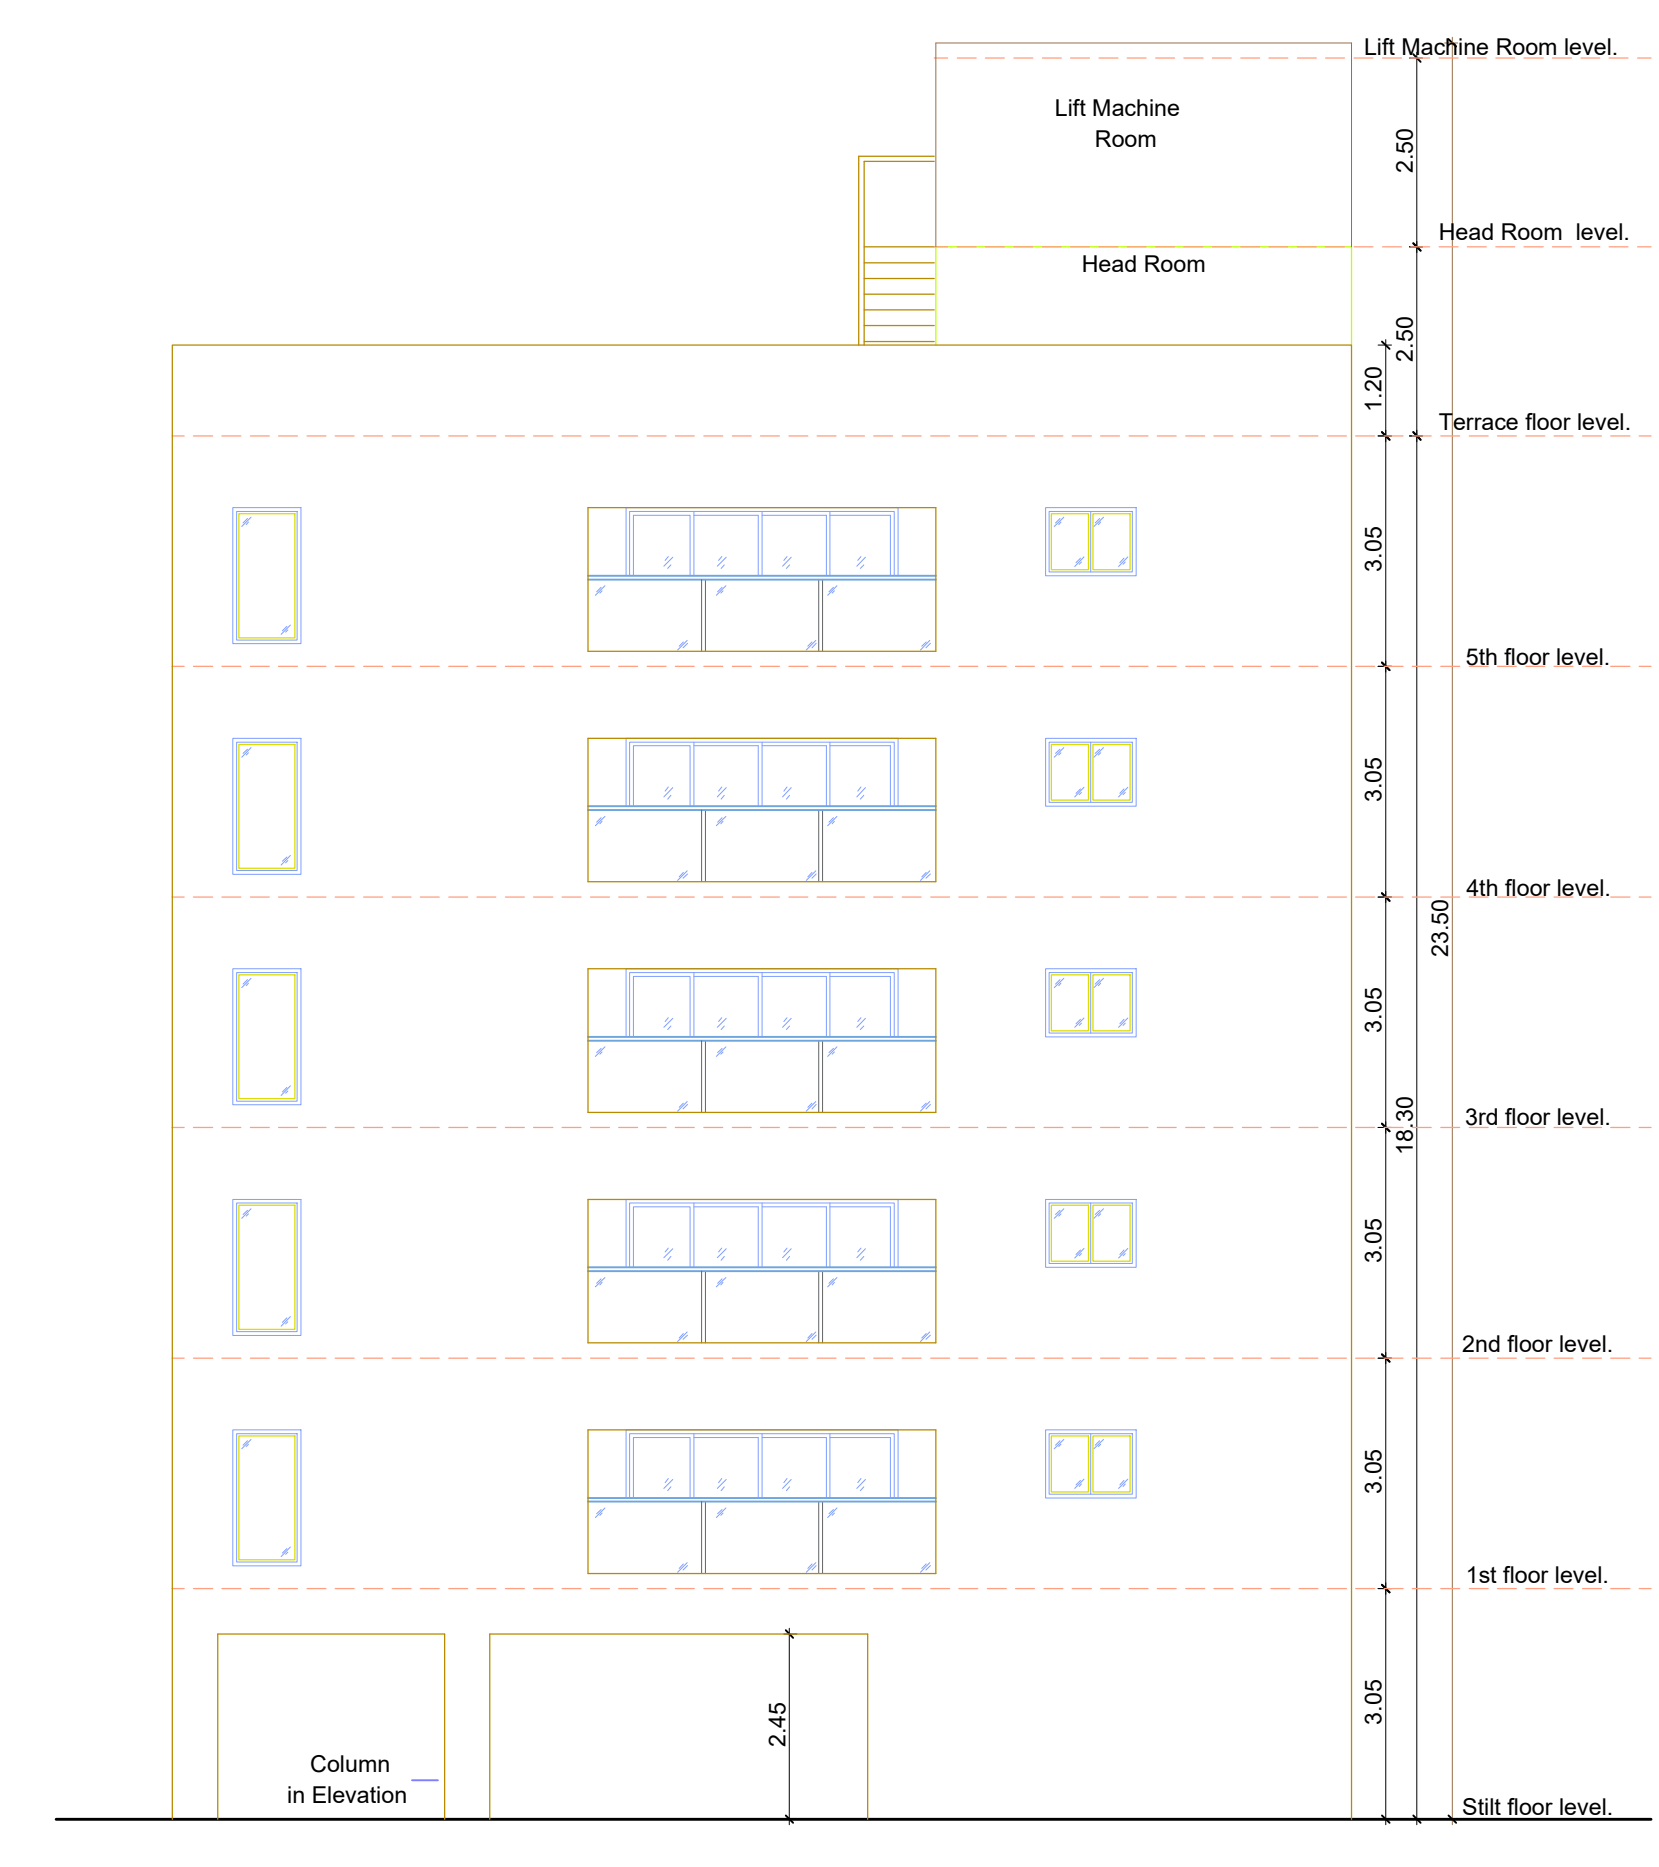 Lift Machine Room level.
Lift Machine
Room
2.50
Head Room  level.
Head Room
2.50
1.20
Terrace floor level.
3.05
5th floor level.
3.05
4th floor level.
23.50
3.05
18.30
3rd floor level.
3.05
2nd floor level.
3.05
1st floor level.
3.05
2.45
Column
in Elevation
Stilt floor level.